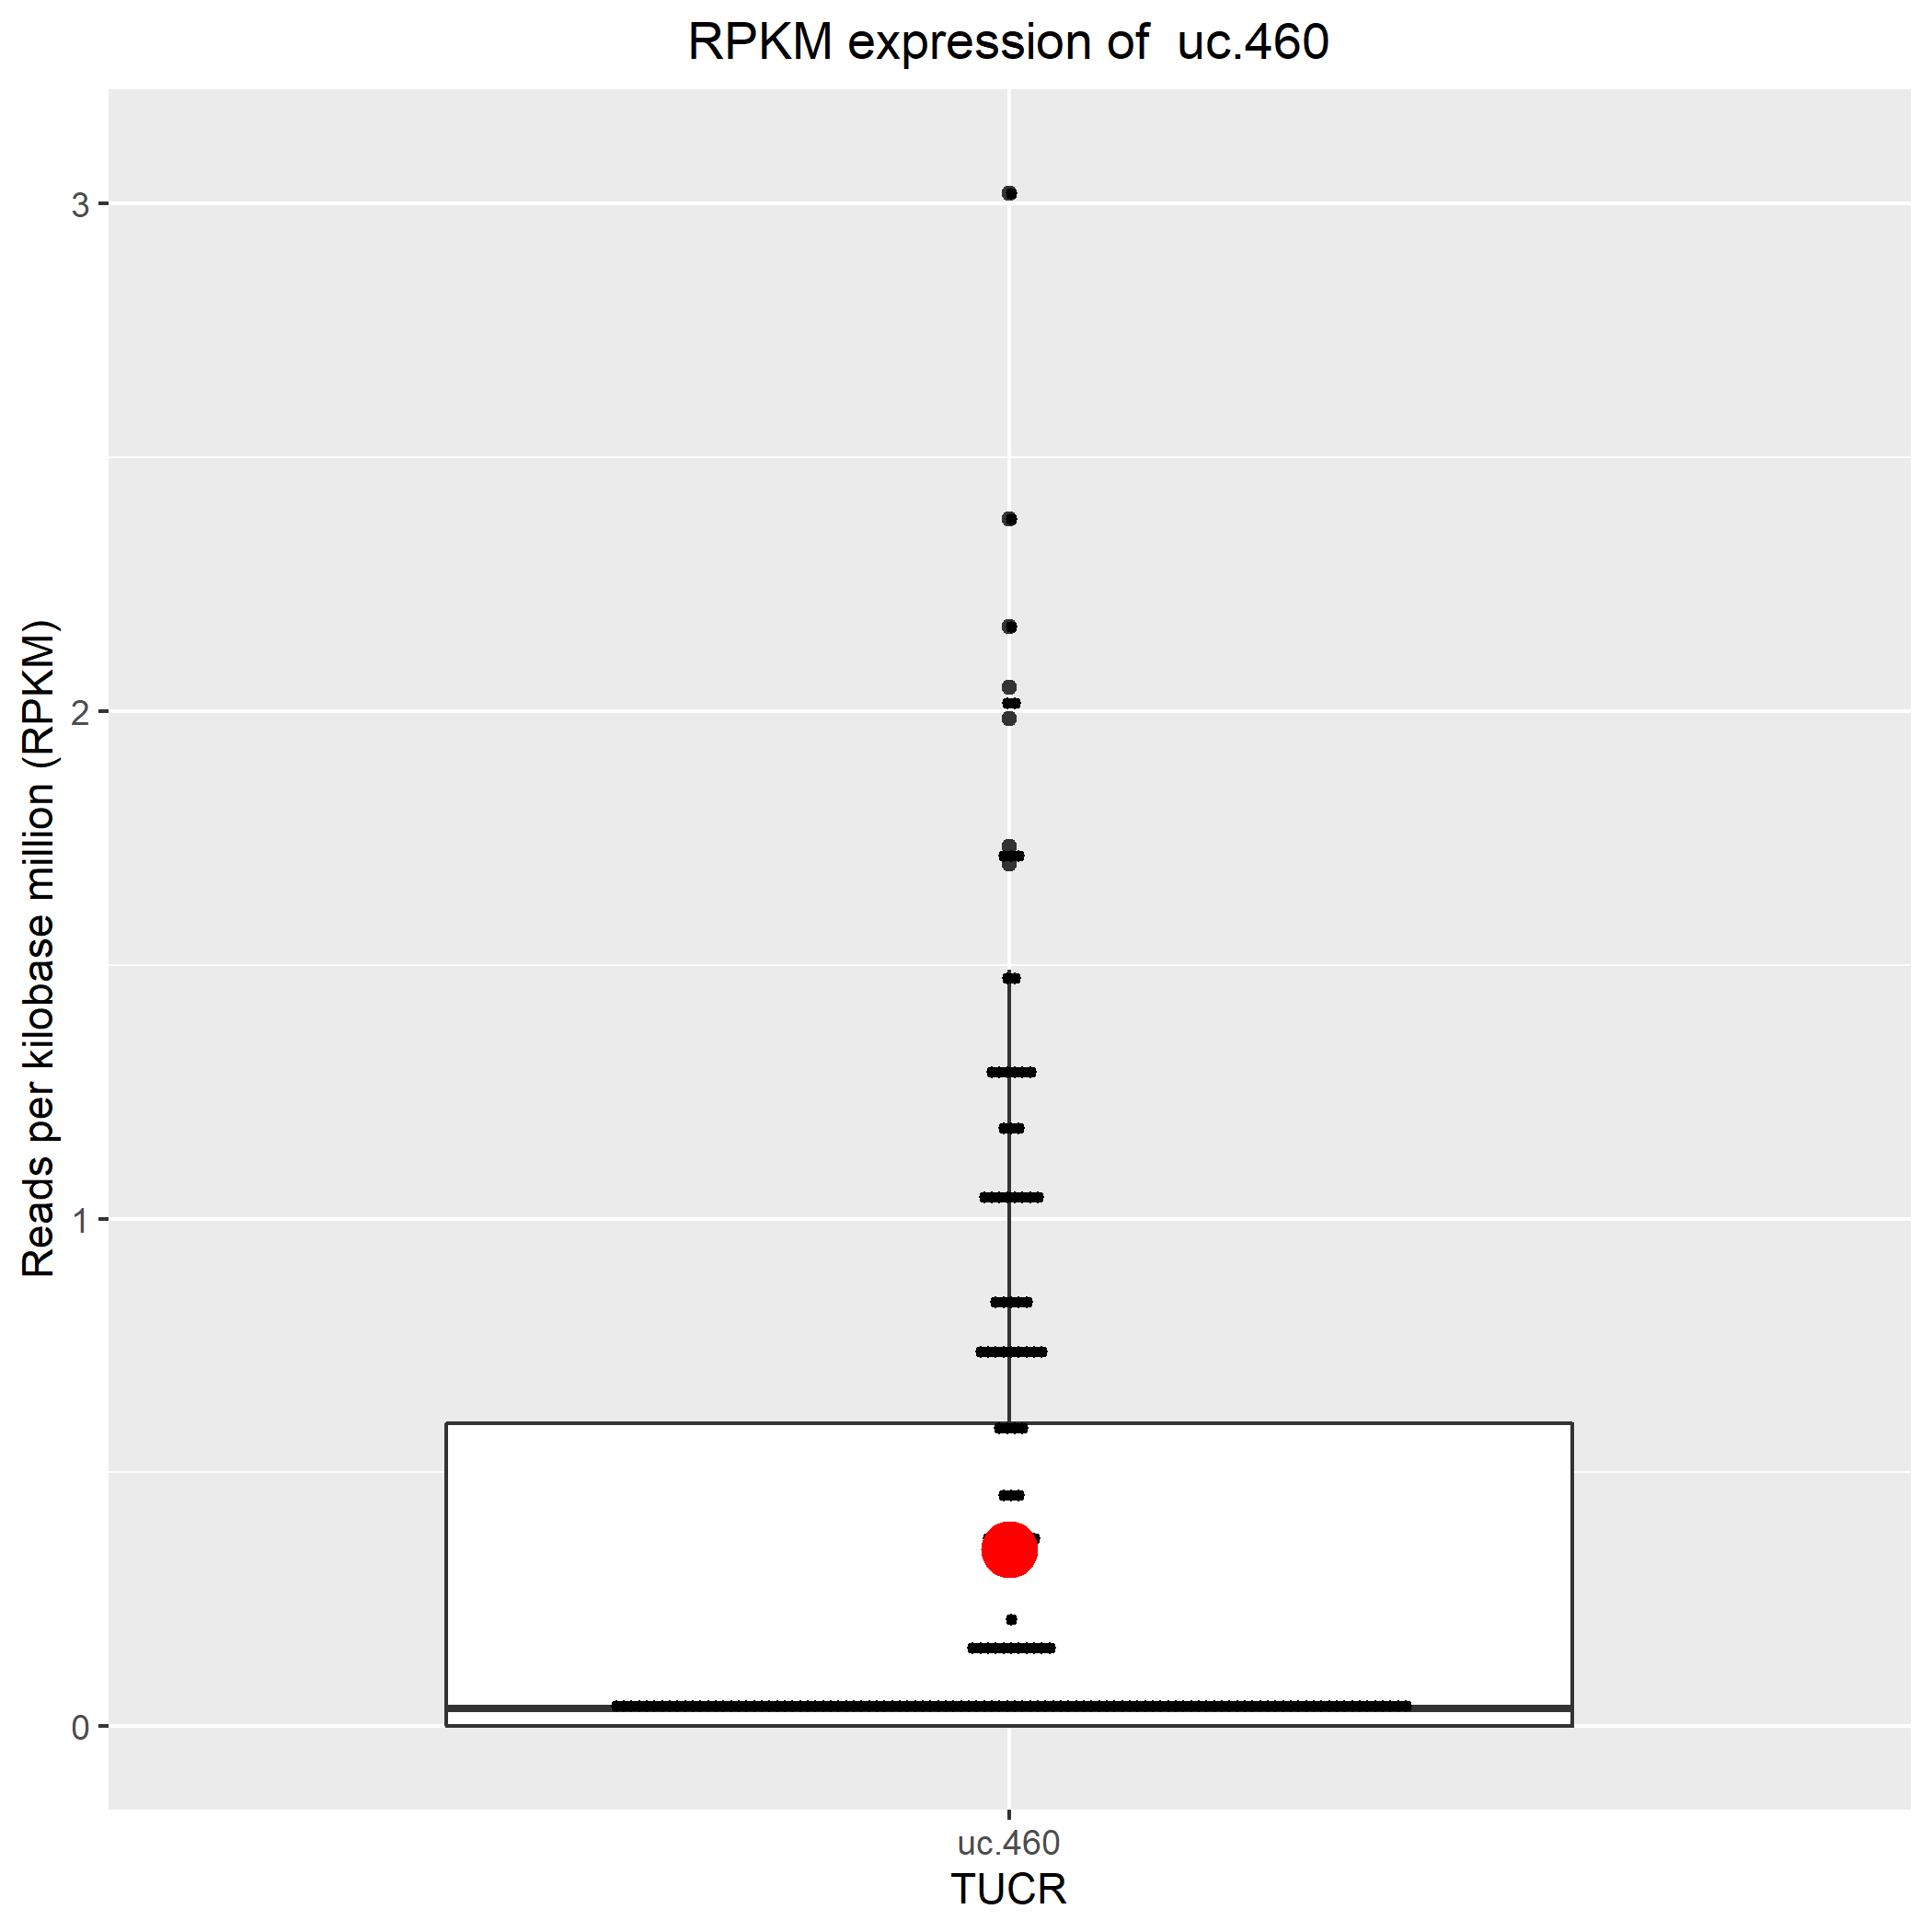 RPKM expression of  uc.460
Reads per kilobase million (RPKM)
3
2
1
0
uc.460
TUCR